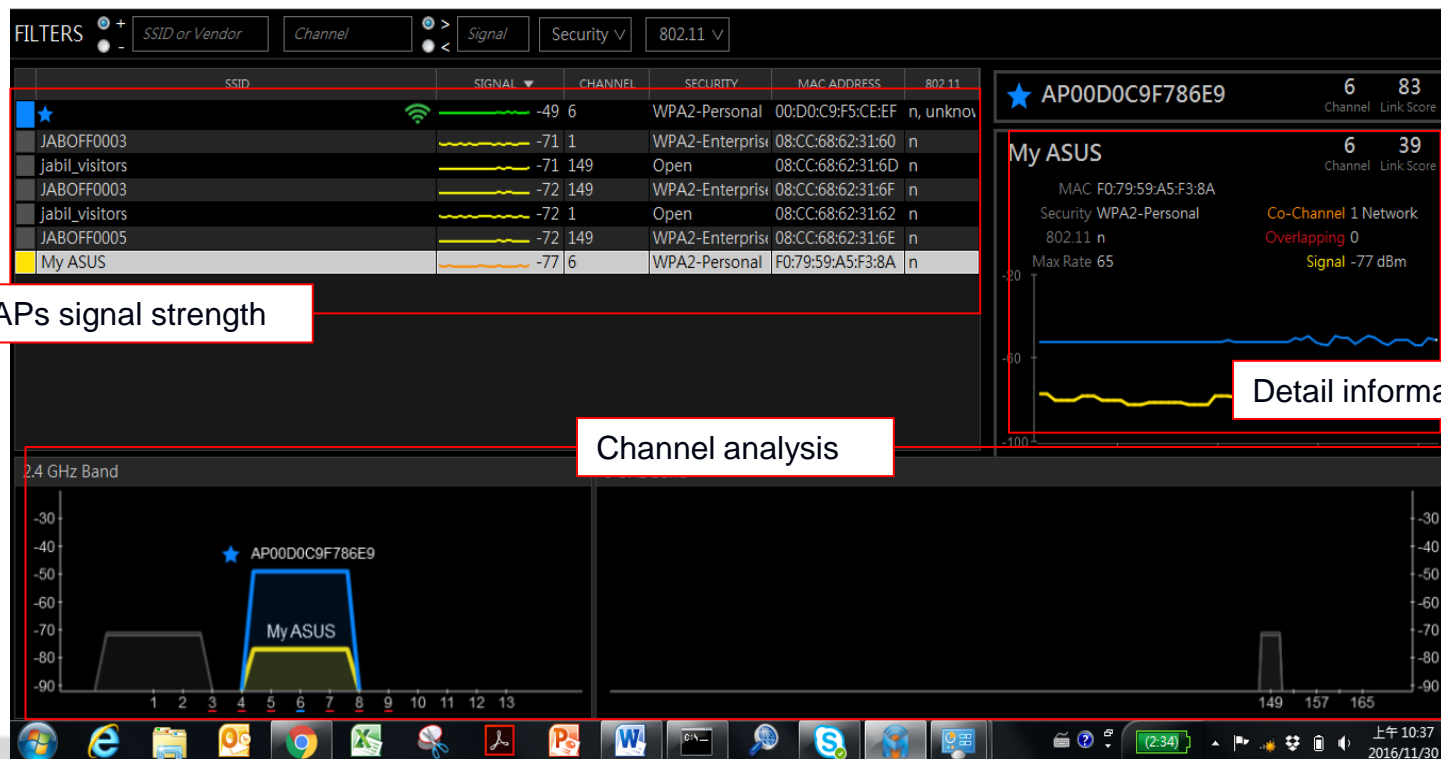 FILTERS + - SSID or Vendor Channel > < Signal Security 802.11
SSID SIGNAL CHANNEL SECURITY MAC ADDRESS 802.11
-49 6 WPA2-Personal 00:D0:C9:F5:CE:EF n, unknow
JABOFF0003 -71 1 WPA2-Enterprise 08:CC:68:62:31:60 n
jabil_visitors -71 149 Open 08:CC:68:62:31:6D n
JABOFF0003 -72 149 WPA2-Enterprise 08:CC:68:62:31:6F n
jabil_visitors -72 1 Open 08:CC:68:62:31:62 n
JABOFF0005 -72 149 WPA2-Enterprise 08:CC:68:62:31:6E n
My ASUS -77 6 WPA2-Personal F0:79:59:A5:F3:8A n
APs signal strength
AP00D0C9F786E9 6 83
Channel Link Score
My ASUS 6 39
Channel Link Score
MAC F0:79:59:A5:F3:8A
Security WPA2-Personal Co-Channel 1 Network
802.11 n Overlapping 0
Max Rate 65 Signal -77 dBm
-20
-60
-100
Detail informa
Channel analysis
2.4 GHz Band
-30
-40
-50
-60
-70
-80
-90
AP00D0C9F786E9
My ASUS
1 2 3 4 5 6 7 8 9 10 11 12 13
-30
-40
-50
-60
-70
-80
-90
149 157 165
(2:34)
上午 10:37
2016/11/30